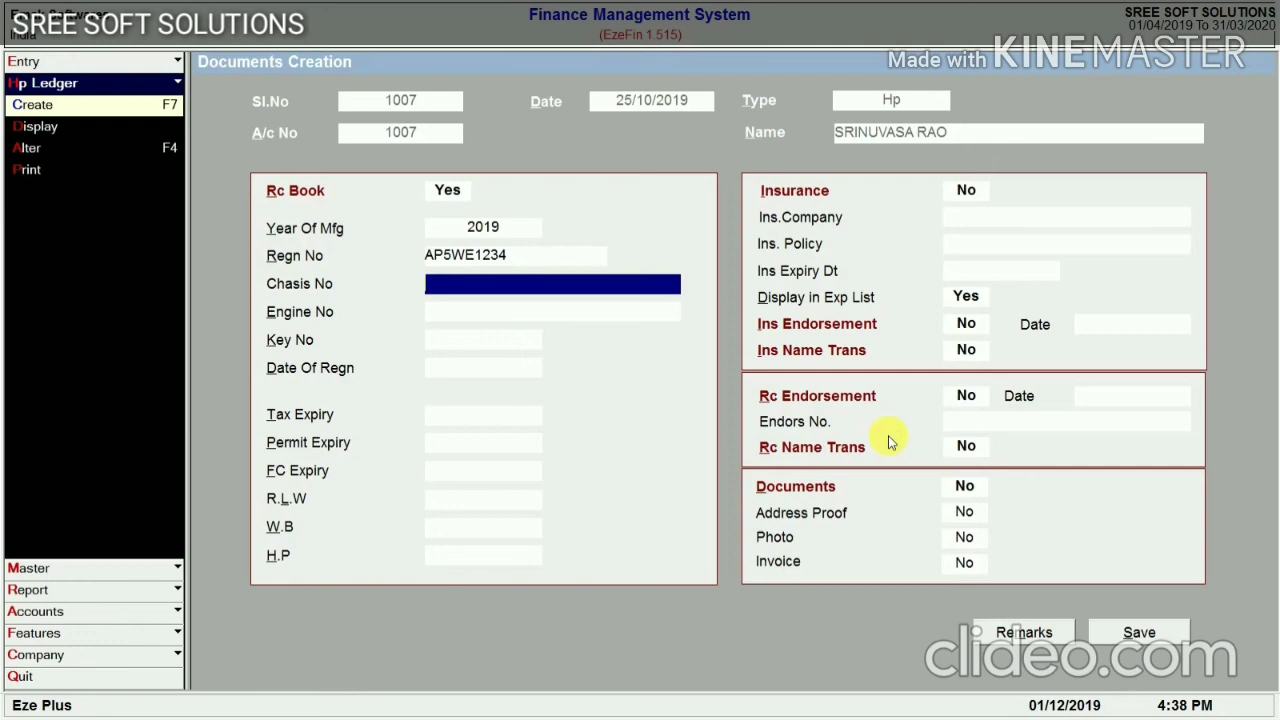 SREE SOFT SOLUTIONS
India
Finance Management System
(EzeFin 1.515)
SREE SOFT SOLUTIONS
01/04/2019 To 31/03/2020
Made with KINEMASTER
Entry
Hp Ledger
Create F7
Display
Alter F4
Print
Master
Report
Accounts
Features
Company
Quit
Documents Creation
Sl.No 1007 Date 25/10/2019 Type Hp
A/c No 1007 Name SRINUVASA RAO
Rc Book Yes
Year Of Mfg 2019
Regn No AP5WE1234
Chasis No
Engine No
Key No
Date Of Regn
Tax Expiry
Permit Expiry
FC Expiry
R.L.W
W.B
H.P
Insurance No
Ins.Company
Ins. Policy
Ins Expiry Dt
Display in Exp List Yes
Ins Endorsement No Date
Ins Name Trans No
Rc Endorsement No Date
Endors No.
Rc Name Trans No
Documents No
Address Proof No
Photo No
Invoice No
Remarks Save
clideo.com
Eze Plus 01/12/2019 4:38 PM